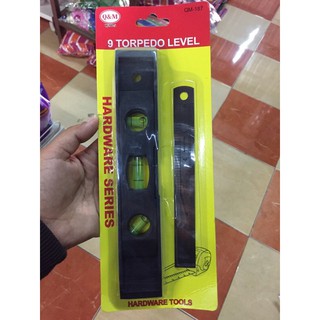 Q&M
9 TORPEDO LEVEL
HARDWARE SERIES
HARDWARE TOOLS